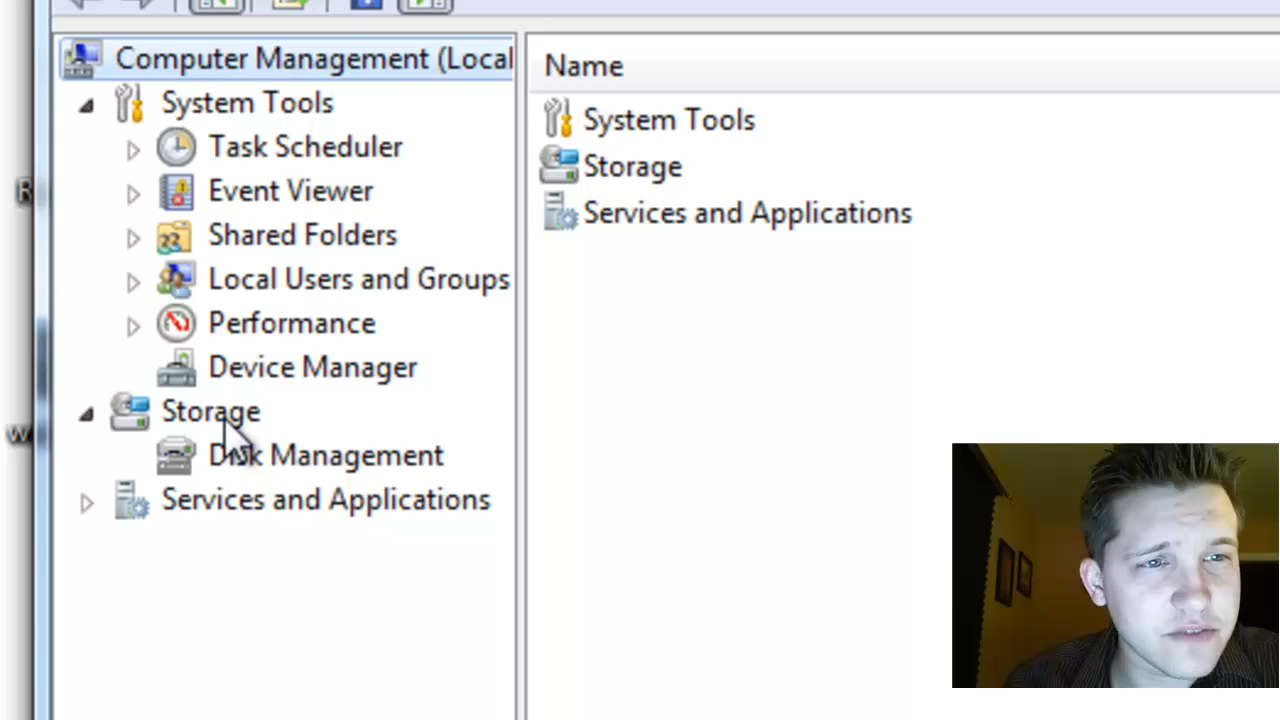 Computer Management (Local
System Tools
Task Scheduler
Event Viewer
Shared Folders
Local Users and Groups
Performance
Device Manager
Storage
Disk Management
Services and Applications
Name
System Tools
Storage
Services and Applications
R
w